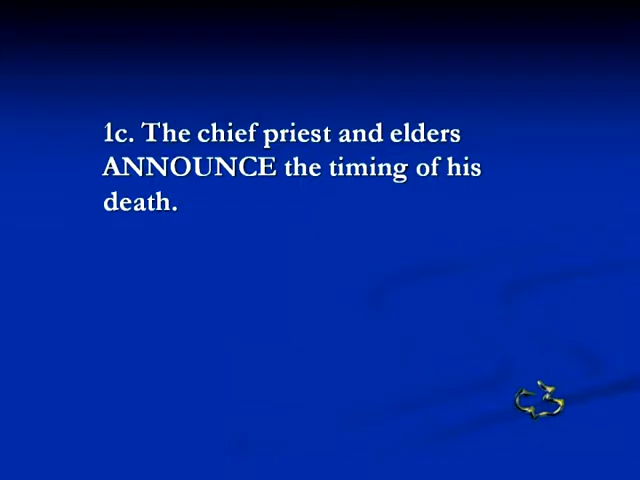 1c. The chief priest and elders
ANNOUNCE the timing of his
death.